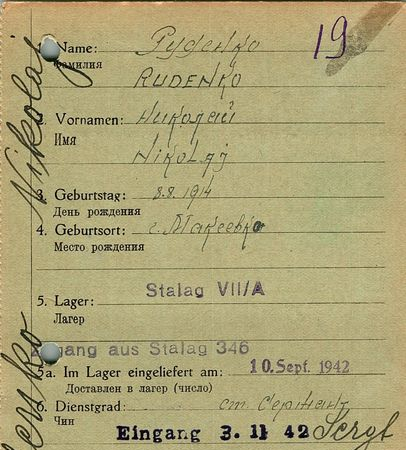 19
1. Name: Руденко
Фамилия
RUDENKO
2. Vornamen: Николай
Имя
Nikolaj
3. Geburtstag: 8.8.1914
День рождения
4. Geburtsort: г. Макеевка
Место рождения
5. Lager: Stalag VII/A
Лагерь
Zugang aus Stalag 346
5a. Im Lager eingeliefert am: 10. Sept. 1942
Доставлен в лагерь (число)
6. Dienstgrad: ст. Сержант
Чин
Eingang 3. 11 42 Sergt
Nikolaj